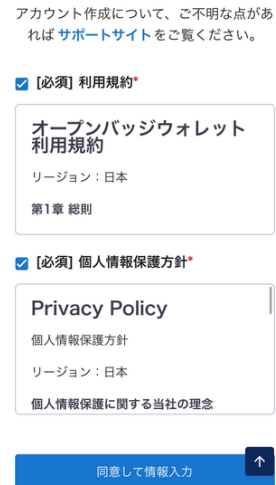 アカウント作成について、ご不明な点があ
れば サポートサイト をご覧ください。
[必須] 利用規約*
オープンバッジウォレット
利用規約
リージョン：日本
第1章 総則
[必須] 個人情報保護方針*
Privacy Policy
個人情報保護方針
リージョン：日本
個人情報保護に関する当社の理念
同意して情報入力